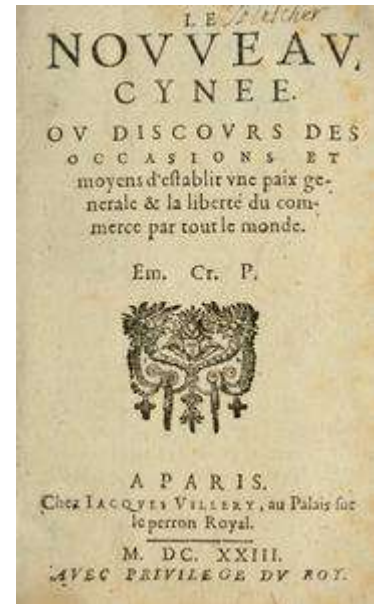 LE
NOVVEAV,
CYNEE.
OV DISCOVRS DES
OCCASIONS ET
moyens d'eſtablir vne paix ge-
nerale & la liberté du com-
merce par tout le monde.
Em. Cr. P.
A PARIS.
Chez IACQVES VILLERY, au Palais ſur
le perron Royal.
M. DC. XXIII.
AVEC PRIVILEGE DV ROY.